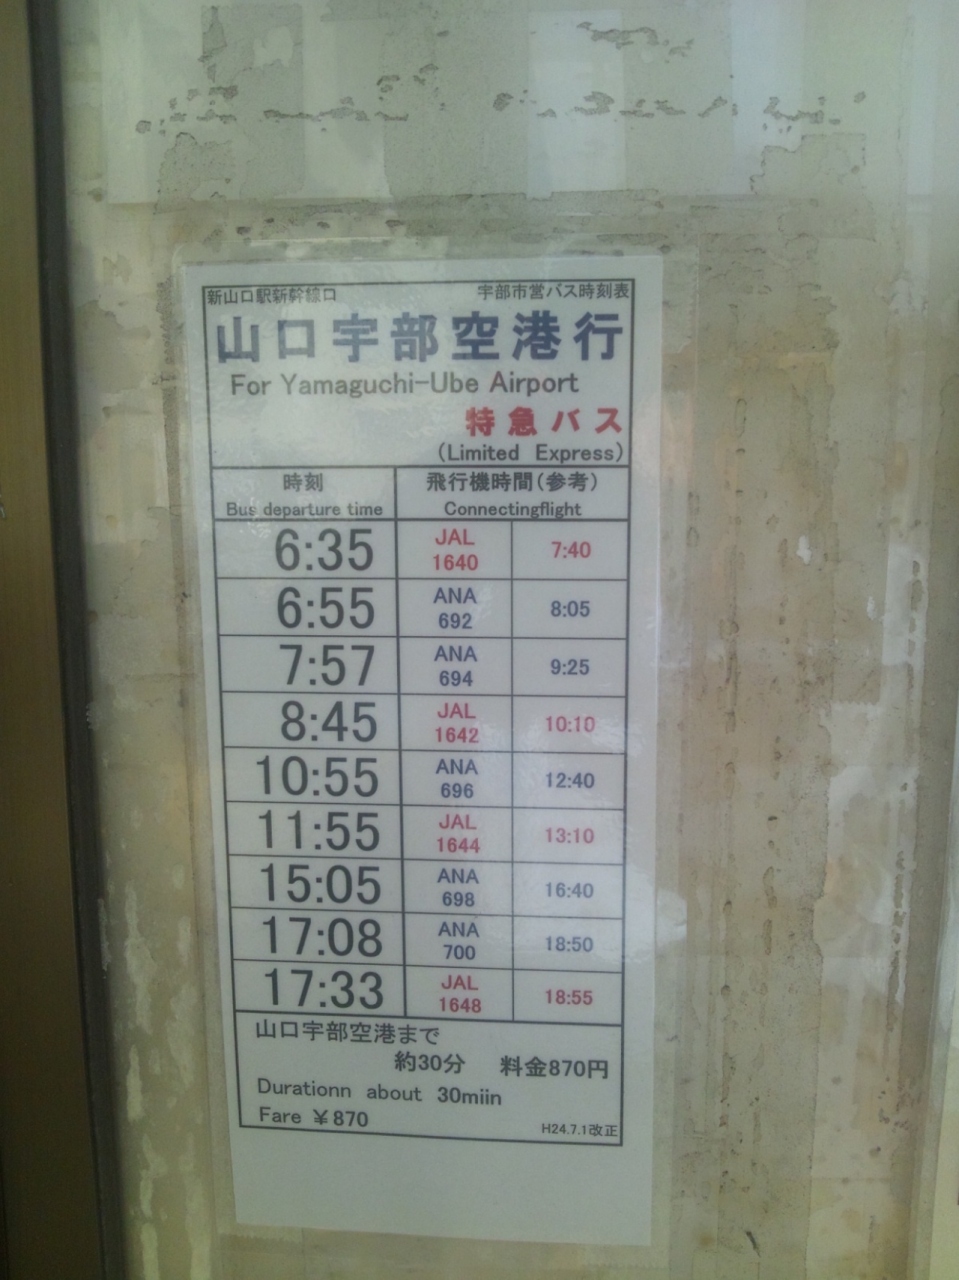 新山口駅新幹線口 宇部市営バス時刻表
山口宇部空港行
For Yamaguchi-Ube Airport
特急バス
(Limited Express)
時刻 飛行機時間(参考)
Bus departure time Connectingflight
6:35 JAL 1640 7:40
6:55 ANA 692 8:05
7:57 ANA 694 9:25
8:45 JAL 1642 10:10
10:55 ANA 696 12:40
11:55 JAL 1644 13:10
15:05 ANA 698 16:40
17:08 ANA 700 18:50
17:33 JAL 1648 18:55
山口宇部空港まで
約30分 料金870円
Durationn about 30miin
Fare ¥870
H24.7.1改正